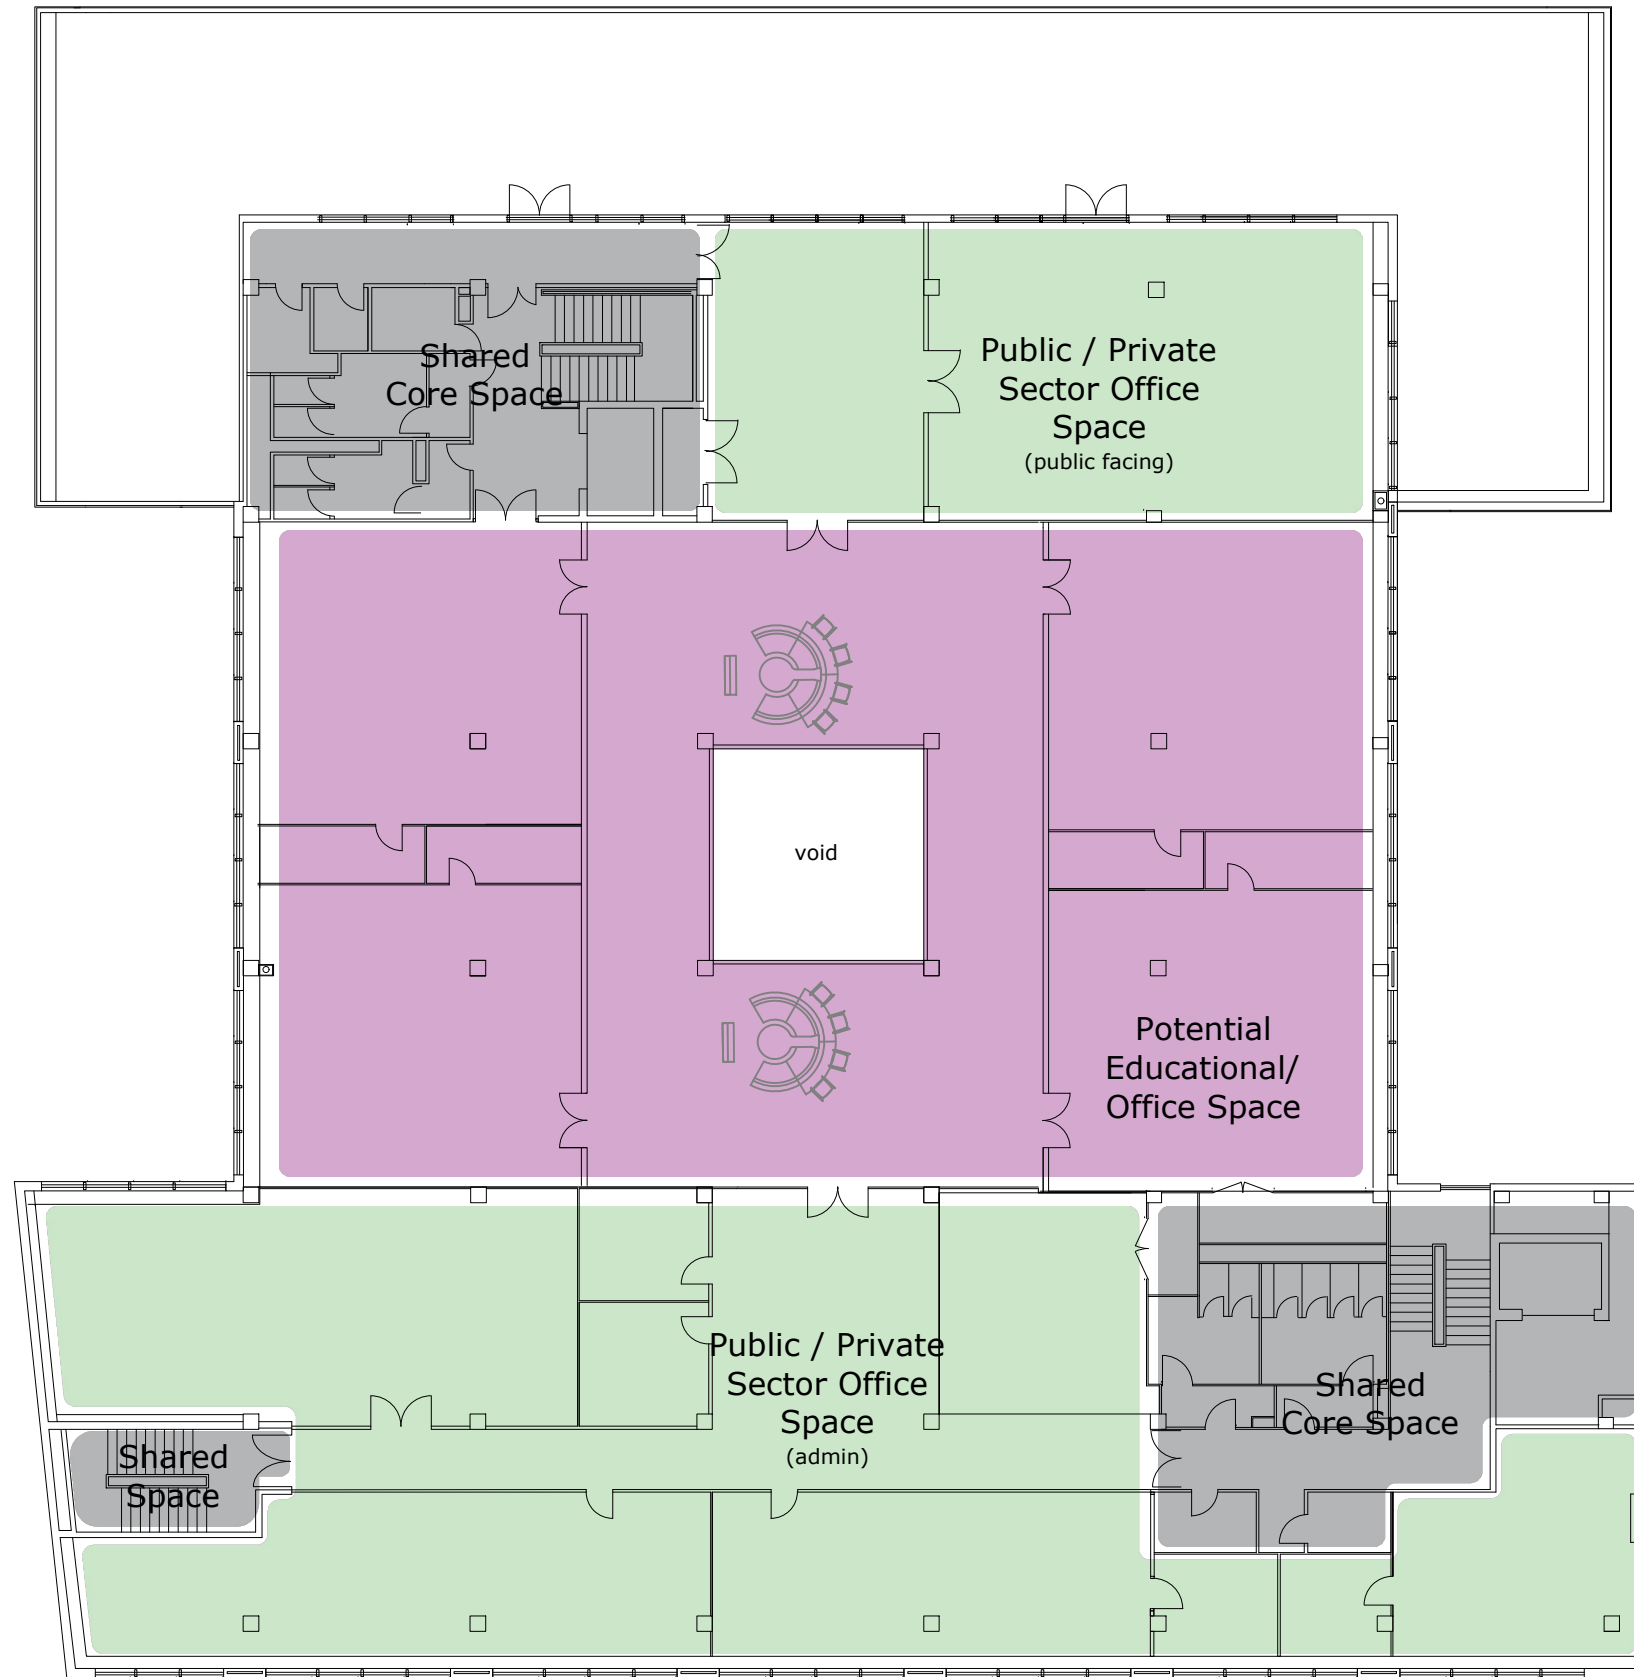 Shared
Core Space
Public / Private
Sector Office
Space
(public facing)
void
Potential
Educational/
Office Space
Public / Private
Sector Office
Space
(admin)
Shared
Core Space
Shared
Space